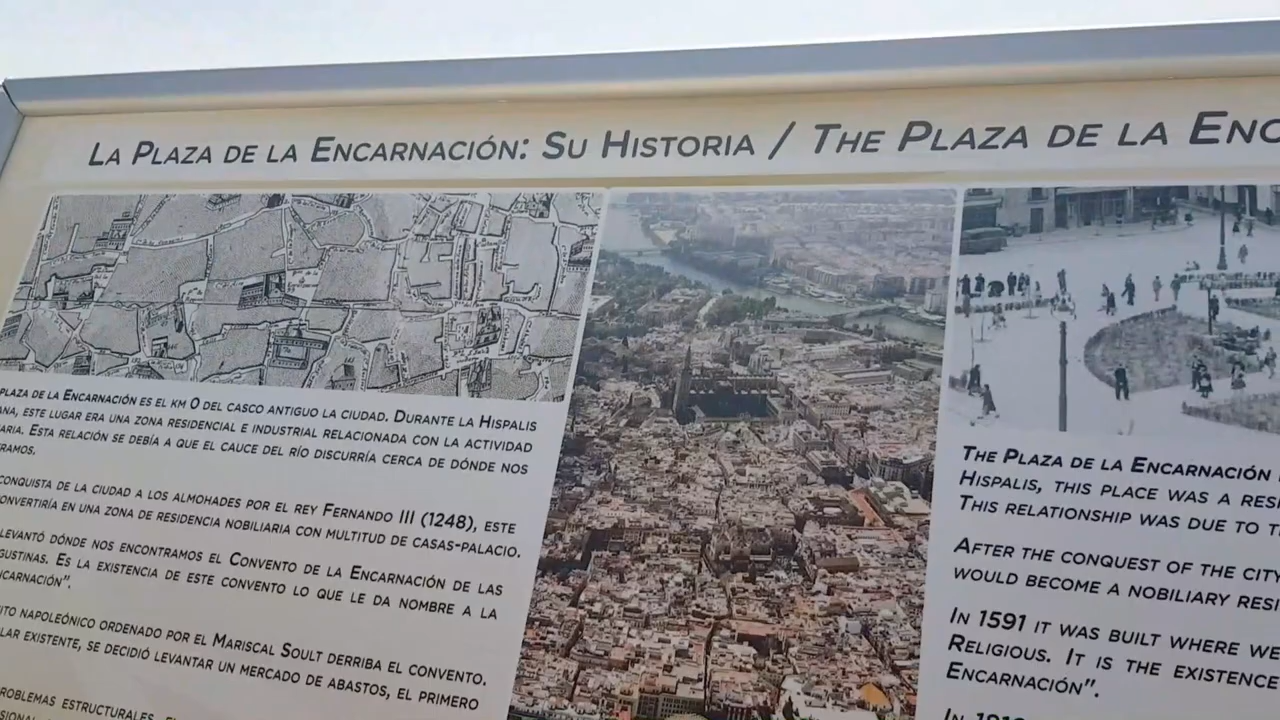 La Plaza de la Encarnación: Su Historia / The Plaza de la Enc
plaza de la Encarnación es el km 0 del casco antiguo la ciudad. Durante la Hispalis
ana, este lugar era una zona residencial e industrial relacionada con la actividad
aria. Esta relación se debía a que el cauce del río discurría cerca de dónde nos
ramos.
conquista de la ciudad a los almohades por el rey Fernando III (1248), este
onvertiría en una zona de residencia nobiliaria con multitud de casas-palacio.
levantó dónde nos encontramos el Convento de la Encarnación de las
gustinas. Es la existencia de este convento lo que le da nombre a la
ncarnación".
ito napoleónico ordenado por el Mariscal Soult derriba el convento.
lar existente, se decidió levantar un mercado de abastos, el primero
roblemas estructurales,
The Plaza de la Encarnación
Hispalis, this place was a res
This relationship was due to t
After the conquest of the city
would become a nobiliary resi
In 1591 it was built where we
Religious. It is the existence
Encarnación".